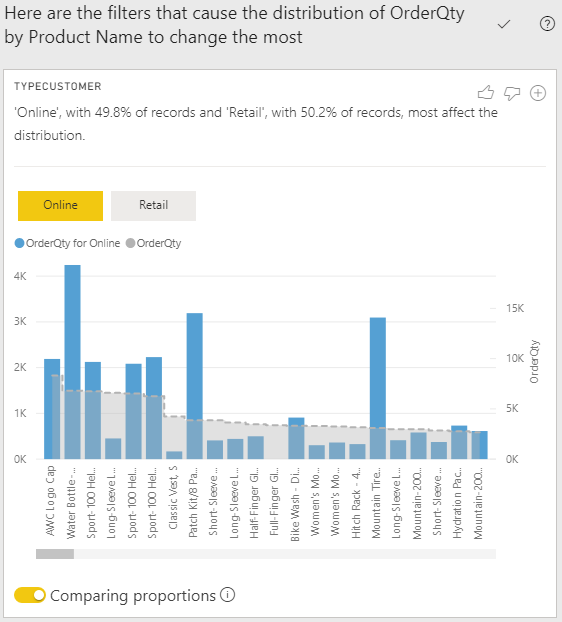 Here are the filters that cause the distribution of OrderQty
by Product Name to change the most
TYPECUSTOMER
'Online', with 49.8% of records and 'Retail', with 50.2% of records, most affect the
distribution.
Online
Retail
OrderQty for Online
OrderQty
4K
3K
2K
1K
0K
15K
10K
5K
0K
OrderQty
AWC Logo Cap
Water Bottle -...
Sport-100 Hel...
Long-Sleeve L...
Sport-100 Hel...
Sport-100 Hel...
Classic Vest, S
Patch Kit/8 Pa...
Short-Sleeve ...
Long-Sleeve L...
Half-Finger Gl...
Full-Finger Gl...
Bike Wash - Di...
Women's Mo...
Women's Mo...
Hitch Rack - 4...
Mountain Tire...
Long-Sleeve L...
Mountain-200...
Short-Sleeve ...
Hydration Pac...
Mountain-200...
Comparing proportions